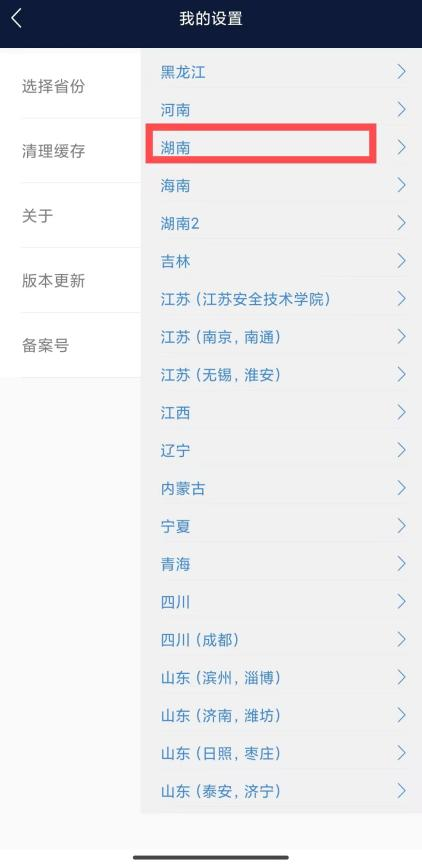 我的设置
选择省份
清理缓存
关于
版本更新
备案号
黑龙江
河南
湖南
海南
湖南2
吉林
江苏（江苏安全技术学院）
江苏（南京，南通）
江苏（无锡，淮安）
江西
辽宁
内蒙古
宁夏
青海
四川
四川（成都）
山东（滨州，淄博）
山东（济南，潍坊）
山东（日照，枣庄）
山东（泰安，济宁）